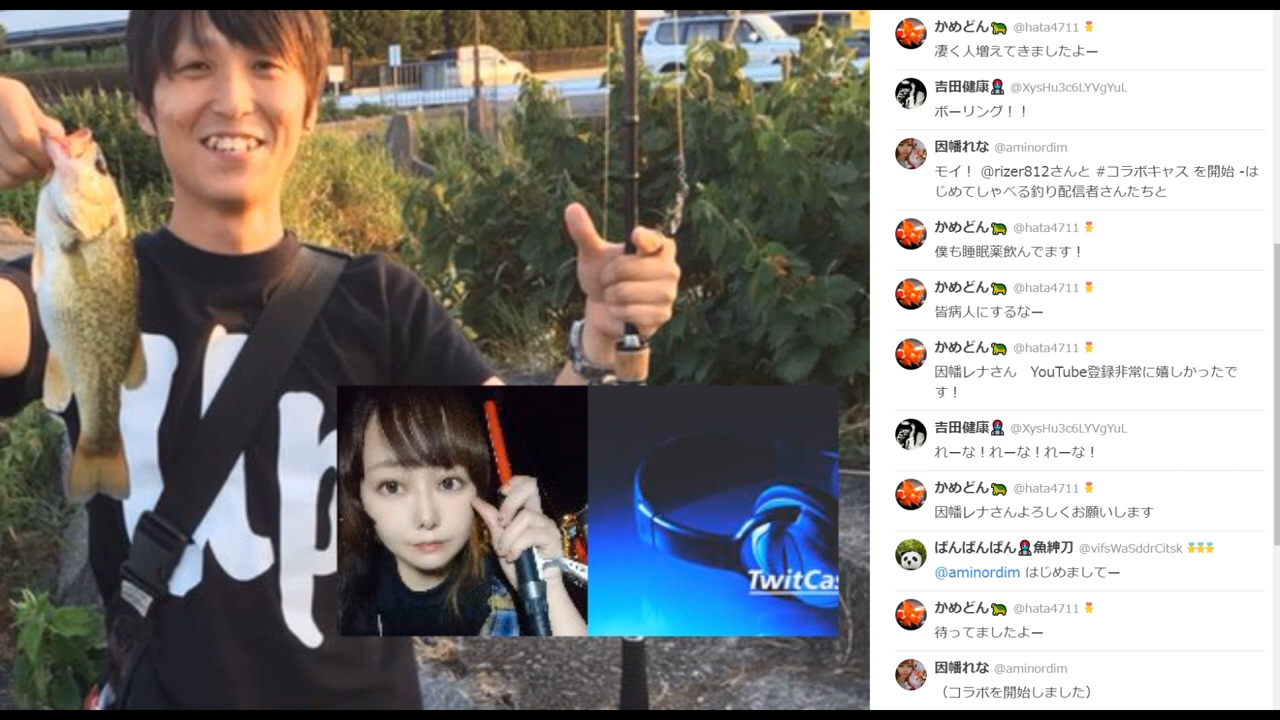 かめどん🐢 @hata4711
凄く人増えてきましたよー
吉田健康 @XysHu3c6LYVgYuL
ボーリング！！
因幡れな @aminordim
モイ！ @rizer812さんと #コラボキャス を開始 -は
じめてしゃべる釣り配信者さんたちと
かめどん🐢 @hata4711
僕も睡眠薬飲んでます！
かめどん🐢 @hata4711
皆病人にするなー
かめどん🐢 @hata4711
因幡レナさん　YouTube登録非常に嬉しかったで
す！
吉田健康 @XysHu3c6LYVgYuL
れーな！れーな！れーな！
かめどん🐢 @hata4711
因幡レナさんよろしくお願いします
ぱんぱんぱん 魚紳刀 @vifsWaSddrCitsk
@aminordim はじめましてー
かめどん🐢 @hata4711
待ってましたよー
因幡れな @aminordim
（コラボを開始しました）
TwitCas